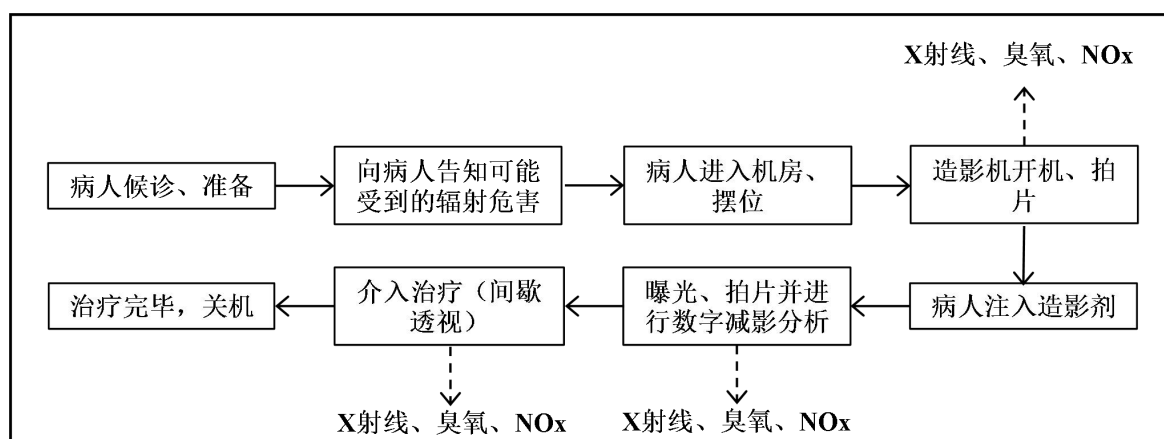 X射线、臭氧、NOx
病人候诊、准备
向病人告知可能
受到的辐射危害
病人进入机房、
摆位
造影机开机、拍
片
治疗完毕，关机
介入治疗（间歇
透视）
曝光、拍片并进
行数字减影分析
病人注入造影剂
X射线、臭氧、NOx
X射线、臭氧、NOx